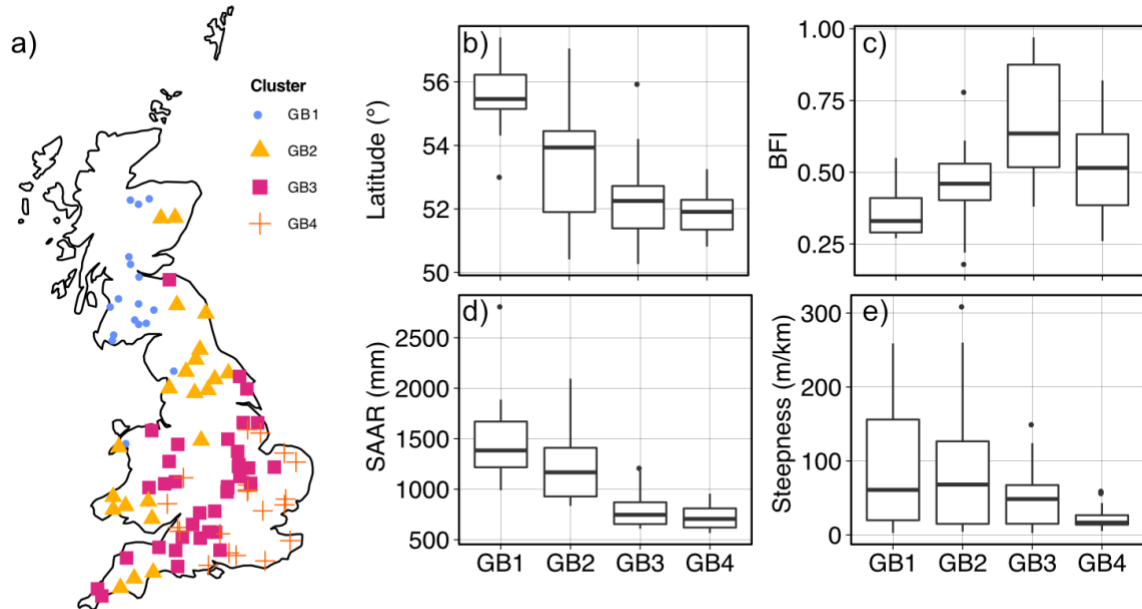 a)
Cluster
GB1
GB2
GB3
GB4
b)
Latitude (°)
56
54
52
50
c)
BFI
1.00
0.75
0.50
0.25
d)
SAAR (mm)
2500
2000
1500
1000
500
GB1 GB2 GB3 GB4
e)
Steepness (m/km)
300
200
100
0
GB1 GB2 GB3 GB4